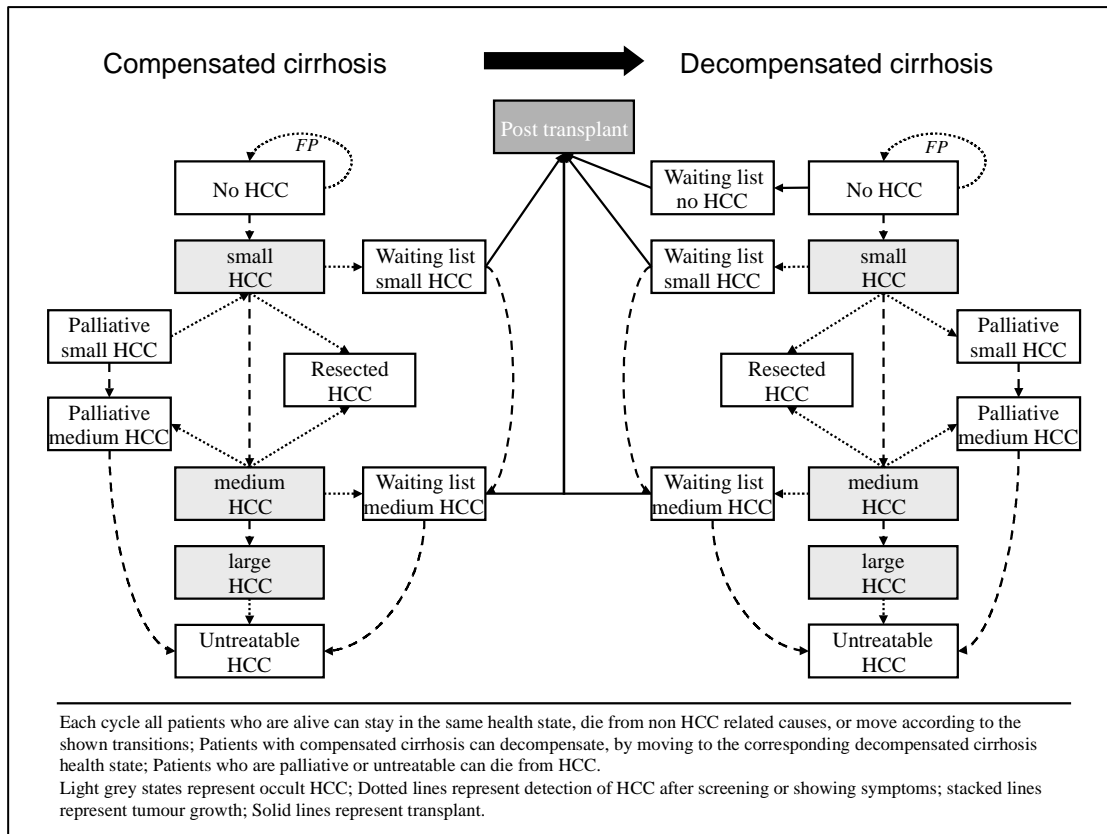 Compensated cirrhosis
Decompensated cirrhosis
Post transplant
FP
No HCC
Waiting list
no HCC
FP
No HCC
small
HCC
Waiting list
small HCC
Waiting list
small HCC
small
HCC
Palliative
small HCC
Resected
HCC
Resected
HCC
Palliative
small HCC
Palliative
medium HCC
Palliative
medium HCC
medium
HCC
Waiting list
medium HCC
Waiting list
medium HCC
medium
HCC
large
HCC
large
HCC
Untreatable
HCC
Untreatable
HCC
Each cycle all patients who are alive can stay in the same health state, die from non HCC related causes, or move according to the
shown transitions; Patients with compensated cirrhosis can decompensate, by moving to the corresponding decompensated cirrhosis
health state; Patients who are palliative or untreatable can die from HCC.
Light grey states represent occult HCC; Dotted lines represent detection of HCC after screening or showing symptoms; stacked lines
represent tumour growth; Solid lines represent transplant.